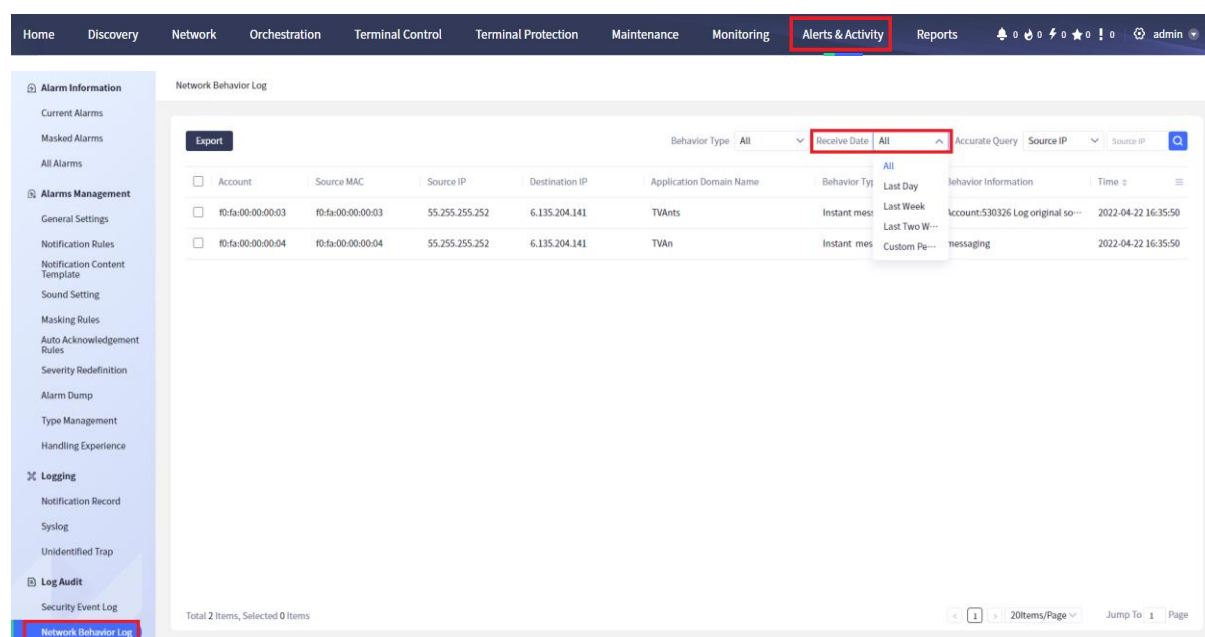 Home Discovery Network Orchestration Terminal Control Terminal Protection Maintenance Monitoring Alerts & Activity Reports 0 0 0 0 0 admin
Alarm Information
Current Alarms
Masked Alarms
All Alarms
Alarms Management
General Settings
Notification Rules
Notification Content
Template
Sound Setting
Masking Rules
Auto Acknowledgement
Rules
Severity Redefinition
Alarm Dump
Type Management
Handling Experience
Logging
Notification Record
Syslog
Unidentified Trap
Log Audit
Security Event Log
Network Behavior Log
Network Behavior Log
Export Behavior Type All Receive Date All Accurate Query Source IP Source IP
All
Last Day
Last Week
Last Two W···
Custom Pe···
Account Source MAC Source IP Destination IP Application Domain Name Behavior Typ Behavior Information Time
f0:fa:00:00:00:03 f0:fa:00:00:00:03 55.255.255.252 6.135.204.141 TVAnts Instant mess Account:530326 Log original so··· 2022-04-22 16:35:50
f0:fa:00:00:00:04 f0:fa:00:00:00:04 55.255.255.252 6.135.204.141 TVAn Instant mes messaging 2022-04-22 16:35:50
Total 2 Items, Selected 0 Items < 1 > 20Items/Page Jump To 1 Page